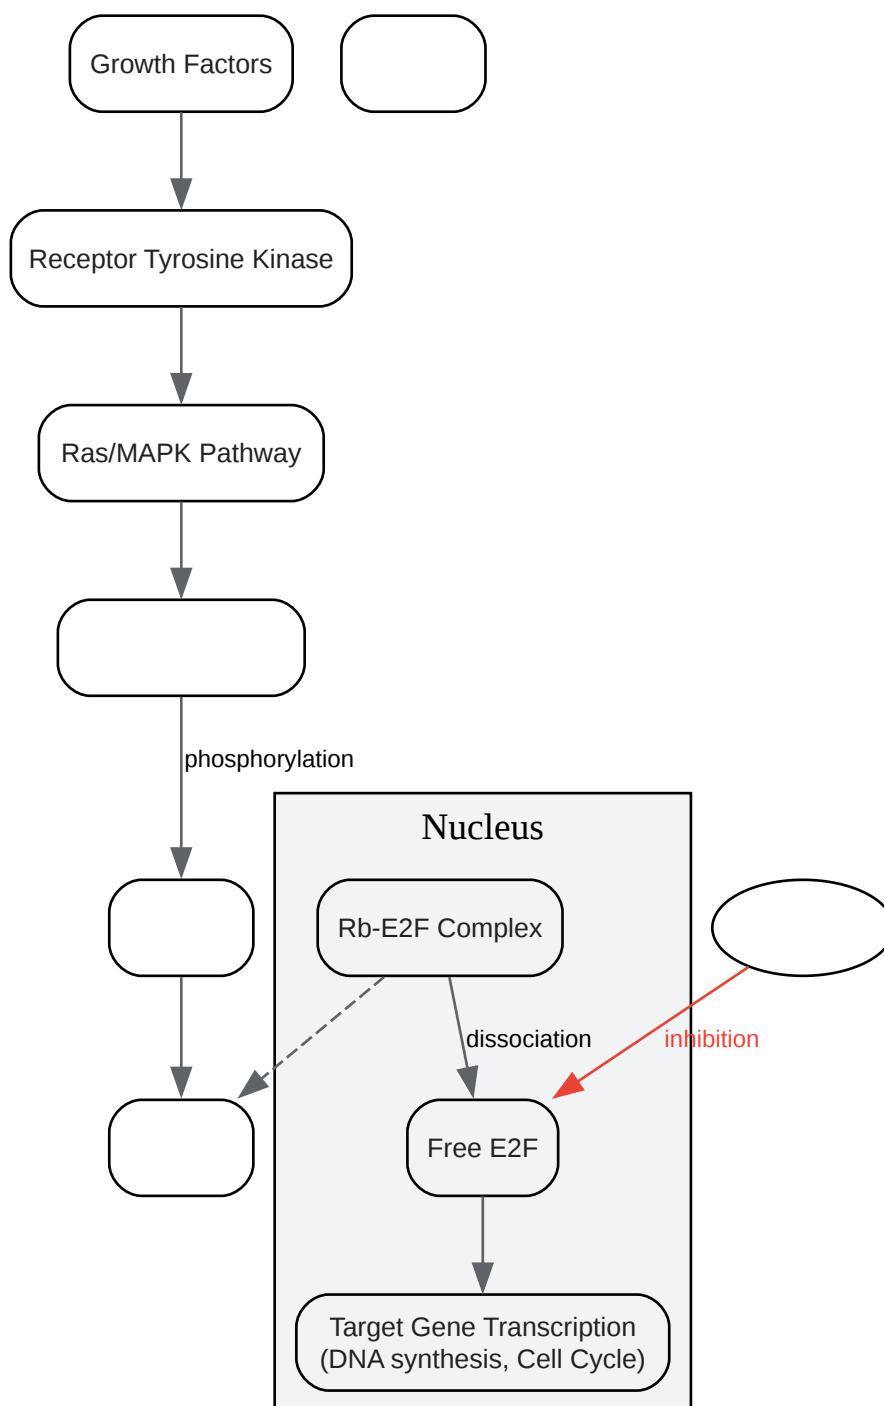 Growth Factors
Receptor Tyrosine Kinase
Ras/MAPK Pathway
phosphorylation
Nucleus
Rb-E2F Complex
dissociation
inhibition
Free E2F
Target Gene Transcription
(DNA synthesis, Cell Cycle)